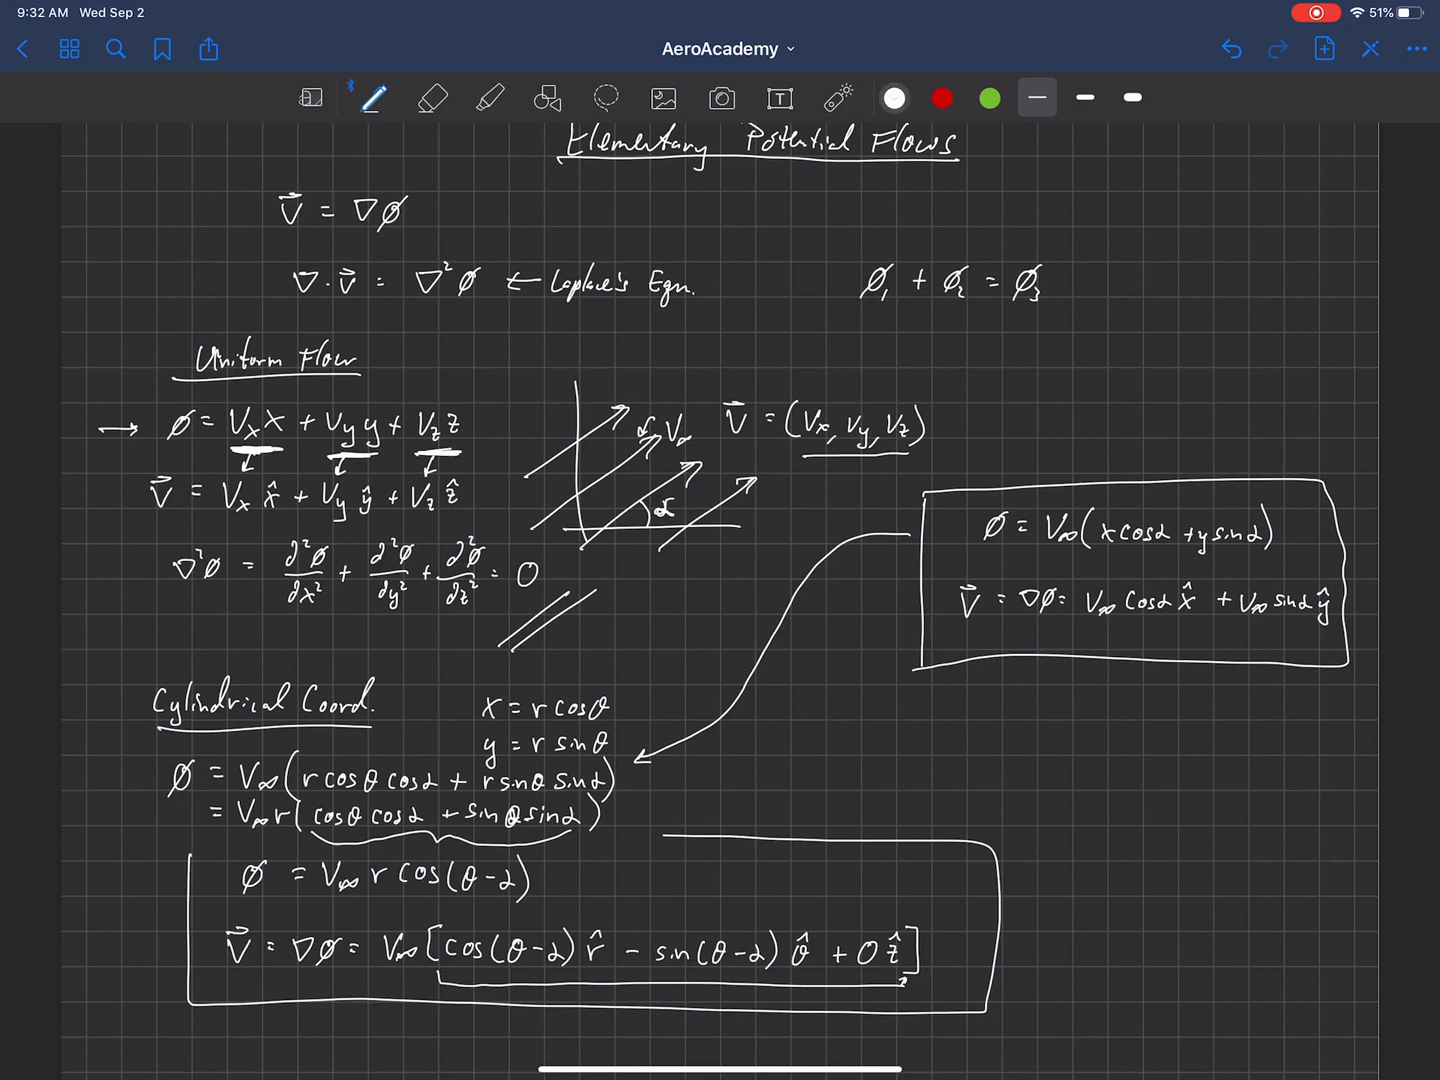 9:32 AM Wed Sep 2
51%
AeroAcademy
T
Elementary Potential Flows
V⃗ = ∇φ
∇·V⃗ = ∇²φ ← Laplace's Eqn.
φ₁ + φ₂ = φ₃
Uniform Flow
→ φ = Vₓx + V_y y + V_z z
V⃗ = Vₓ x̂ + V_y ŷ + V_z ẑ
∇²φ = ∂²φ/∂x² + ∂²φ/∂y² + ∂²φ/∂z² = 0
α, V∞
α
V⃗ = (Vₓ, V_y, V_z)
φ = V∞(x cosα + y sinα)
V⃗ = ∇φ = V∞ cosα x̂ + V∞ sinα ŷ
Cylindrical Coord.
x = r cosθ
y = r sinθ
φ = V∞(r cosθ cosα + r sinθ sinα)
= V∞ r(cosθ cosα + sinθ sinα)
φ = V∞ r cos(θ-α)
V⃗ = ∇φ = V∞[cos(θ-α) r̂ - sin(θ-α) θ̂ + 0 ẑ]